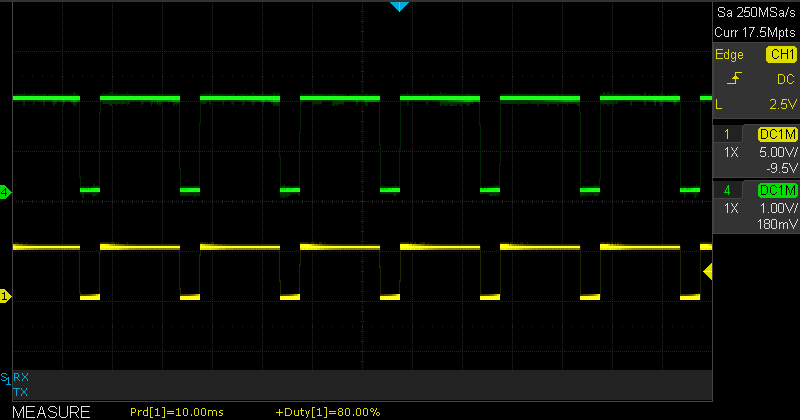 Sa 250MSa/s
Curr 17.5Mpts
Edge CH1
DC
L 2.5V
1 DC1M
1X 5.00V/
-9.5V
4 DC1M
1X 1.00V/
180mV
4
1
S1 RX
TX
MEASURE Prd[1]=10.00ms +Duty[1]=80.00%